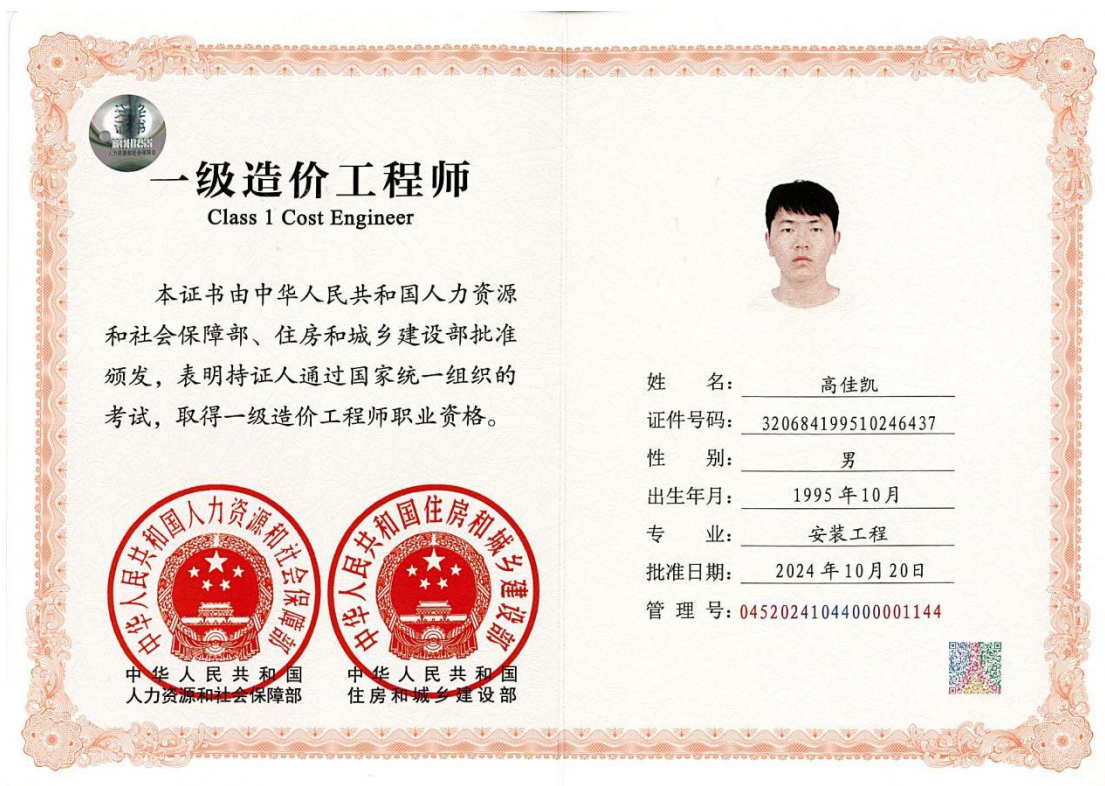 一级造价工程师
Class 1 Cost Engineer
本证书由中华人民共和国人力资源
和社会保障部、住房和城乡建设部批准
颁发，表明持证人通过国家统一组织的
考试，取得一级造价工程师职业资格。
中华人民共和国人力资源和社会保障部
中华人民共和国住房和城乡建设部
中华人民共和国
人力资源和社会保障部
中华人民共和国
住房和城乡建设部
姓 名：高佳凯
证件号码：320684199510246437
性 别：男
出生年月：1995年10月
专 业：安装工程
批准日期：2024年10月20日
管 理 号：04520241044000001144